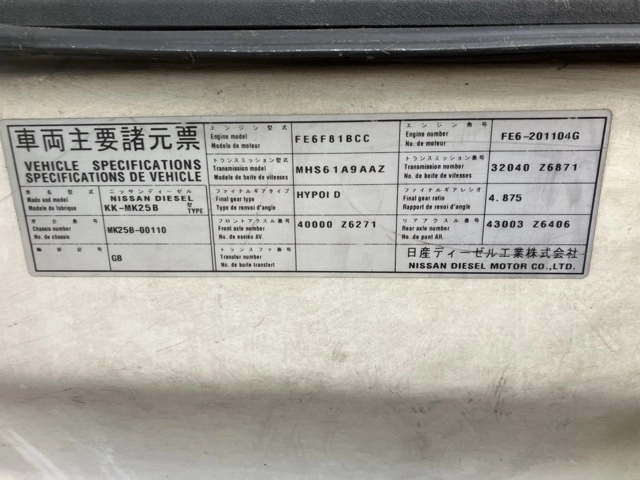 車両主要諸元票
VEHICLE SPECIFICATIONS
SPECIFICATIONS DE VEHICLE
エンジン型式
Engine model
Modele de moteur
FE6F81BCC
エンジン番号
Engine number
No. de moteur
FE6-201104G
トランスミッション型式
Transmission model
Modele de boite de vitesses
MHS61A9AAZ
トランスミッション番号
Transmission number
No. de boite de vitesses
32040 Z6871
車名型式
Made and model
Modele de fabrique
ニッサンディーゼル
NISSAN DIESEL
KK-MK25B 型
TYPE
ファイナルギアタイプ
Final gear type
Type de renvoi d'angle
HYPOI D
ファイナルギアレシオ
Final gear ratio
Rapport de renvoi d'angle
4.875
車台番号
Chassis number
No. de chassis
MK25B-00110
フロントアクスル番号
Front axle number
No. de essieu AV.
40000 Z6271
リアアクスル番号
Rear axle number
No. de pont AR.
43003 Z6406
GB
トランスファ番号
Transfer number
No. de boite transfert
日産ディーゼル工業株式会社
NISSAN DIESEL MOTOR CO.,LTD.